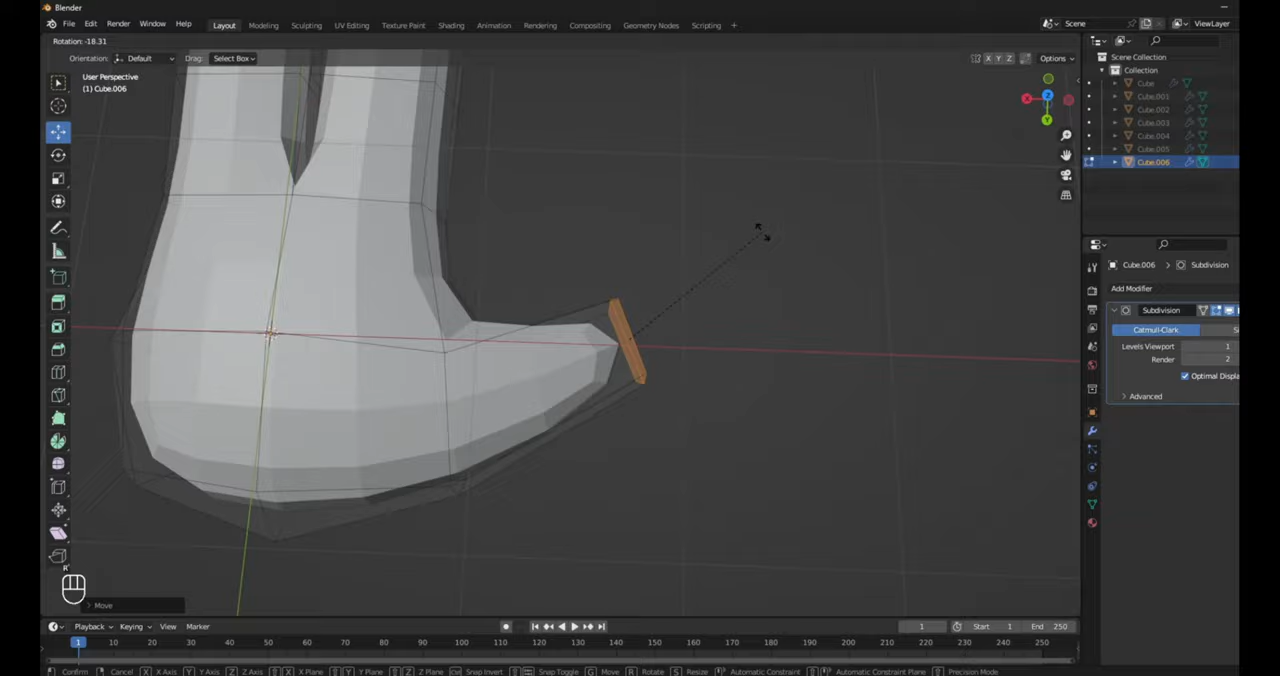 Blender
File Edit Render Window Help Layout Modeling Sculpting UV Editing Texture Paint Shading Animation Rendering Compositing Geometry Nodes Scripting + Scene ViewLayer
Rotation: -18.31
Orientation: Default Drag: Select Box X Y Z Options
User Perspective
(1) Cube.006
Scene Collection
Collection
Cube
Cube.001
Cube.002
Cube.003
Cube.004
Cube.005
Cube.006
Z
X
Y
Cube.006 > Subdivision
Add Modifier
Subdivision
Catmull-Clark S
Levels Viewport 1
Render 2
Optimal Displa
Advanced
R
Move
Playback Keying View Marker 1 Start 1 End 250
1 10 20 30 40 50 60 70 80 90 100 110 120 130 140 150 160 170 180 190 200 210 220 230 240 250
Confirm Cancel X X Axis Y Y Axis Z Z Axis X X Plane Y Y Plane Z Z Plane Snap Invert Snap Toggle G Move R Rotate S Resize Automatic Constraint Automatic Constraint Plane Precision Mode